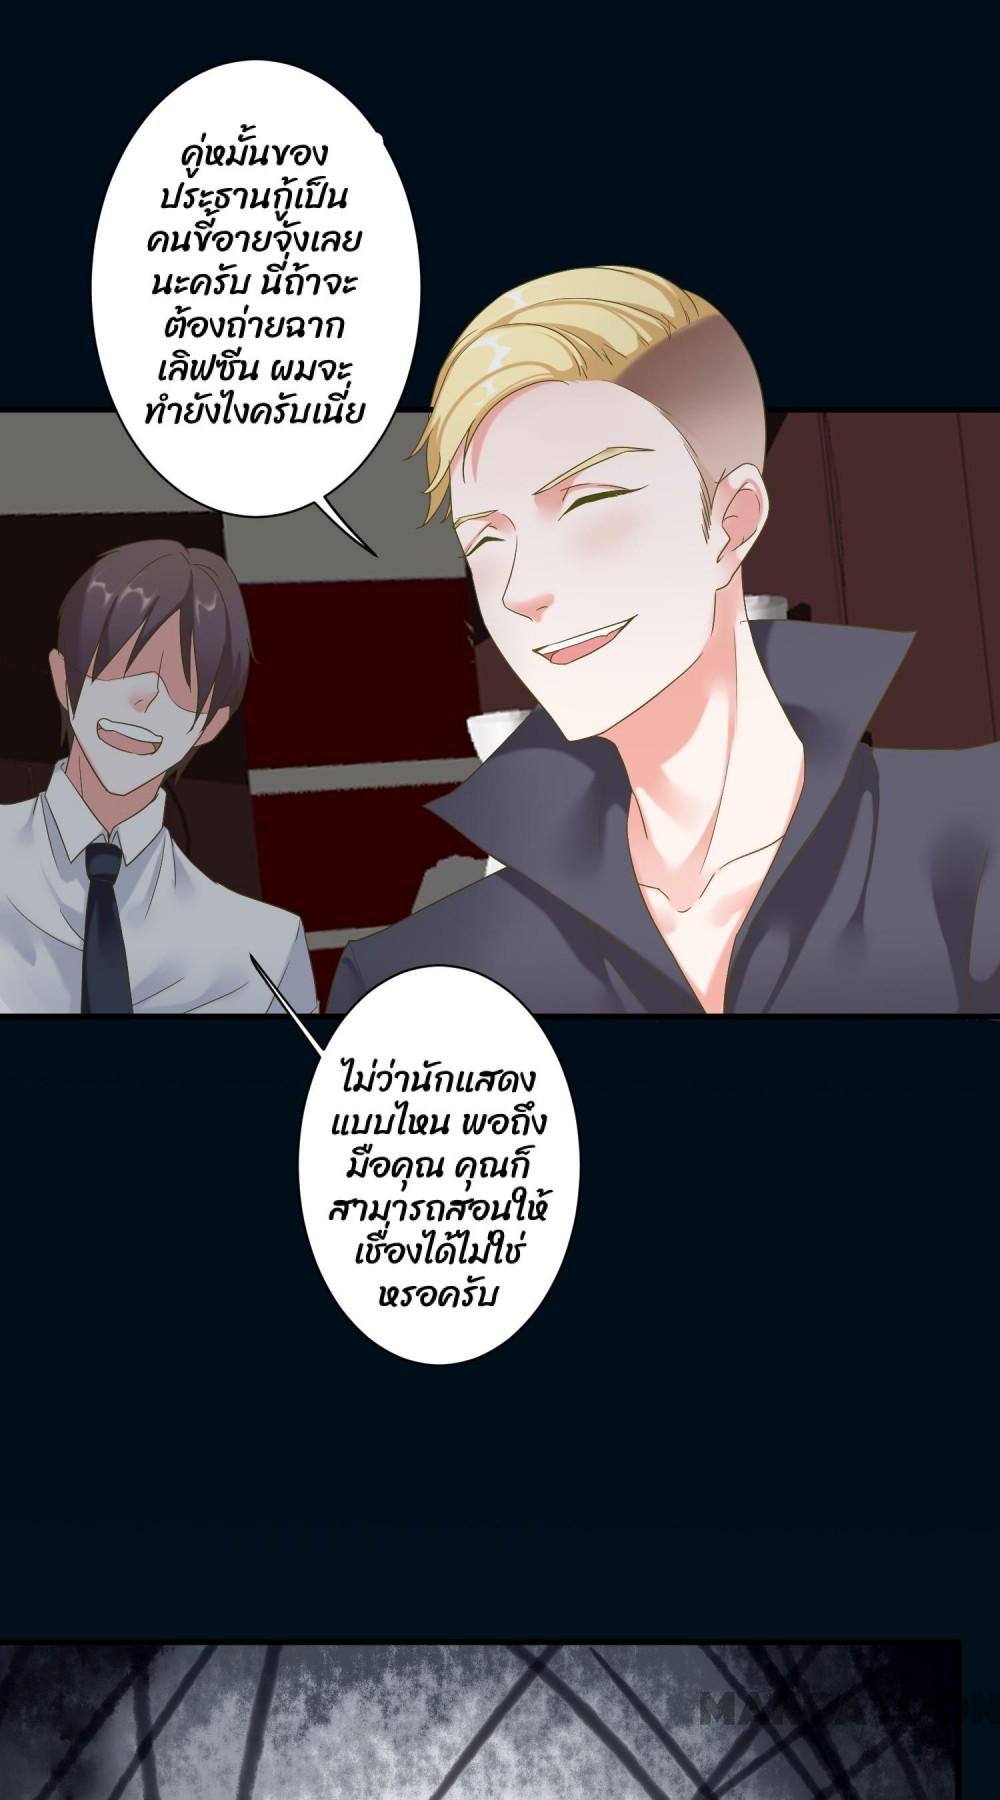 คู่หมั้นของ
ประธานกู้เป็น
คนขี้อายจังเลย
นะครับ นี่ถ้าจะ
ต้องถ่ายฉาก
เลิฟซีน ผมจะ
ทำยังไงครับเนี่ย
ไม่ว่านักแสดง
แบบไหน พอถึง
มือคุณ คุณก็
สามารถสอนให้
เชื่องได้ไม่ใช่
หรอครับ